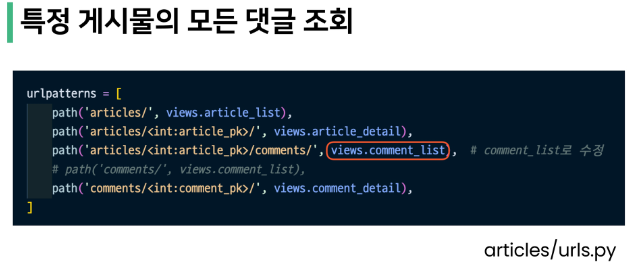 특정 게시물의 모든 댓글 조회
urlpatterns = [
    path('articles/', views.article_list),
    path('articles/<int:article_pk>/', views.article_detail),
    path('articles/<int:article_pk>/comments/', views.comment_list),  # comment_list로 수정
    # path('comments/', views.comment_list),
    path('comments/<int:comment_pk>/', views.comment_detail),
]
articles/urls.py